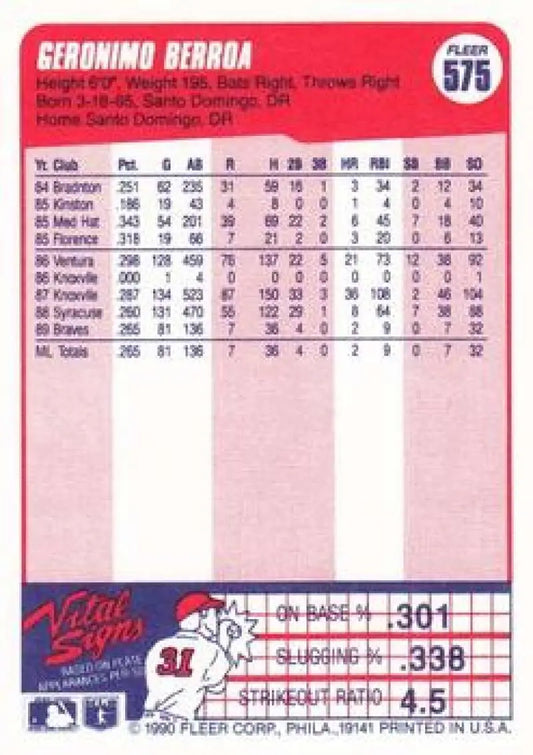 GERONIMO BERROA
FLEER
575
Height 6'0", Weight 195, Bats Right, Throws Right
Born 3-18-65, Santo Domingo, DR
Home Santo Domingo, DR
Yr. Club Pct. G AB R H 2B 3B HR RBI SB BB SO
84 Bradnton .251 62 235 31 59 16 1 3 34 2 12 34
85 Kinston .186 19 43 4 8 0 0 1 4 0 4 10
85 Med Hat .343 54 201 39 69 22 2 6 45 7 18 40
85 Florence .318 19 66 7 21 2 0 3 20 0 6 13
86 Ventura .298 128 459 76 137 22 5 21 73 12 38 92
86 Knoxvile .000 1 4 0 0 0 0 0 0 0 0 1
87 Knoxvile .287 134 523 87 150 33 3 36 108 2 46 104
88 Syracuse .260 131 470 55 122 29 1 8 64 7 38 88
89 Braves .265 81 136 7 36 4 0 2 9 0 7 32
ML Totals .265 81 136 7 36 4 0 2 9 0 7 32
Vital
Signs
BASED ON PLATE
APPEARANCES PER SO
31
ON BASE % .301
SLUGGING % .338
STRIKEOUT RATIO 4.5
© 1990 FLEER CORP., PHILA., 19141 PRINTED IN U.S.A.